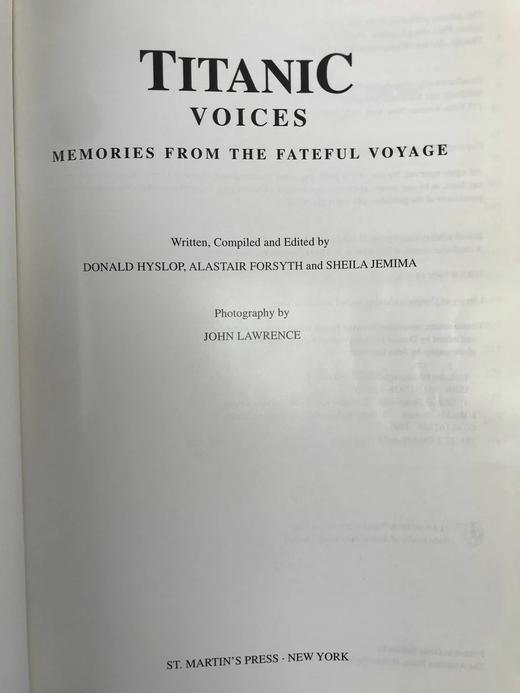 TITANIC
VOICES
MEMORIES FROM THE FATEFUL VOYAGE
Written, Compiled and Edited by
DONALD HYSLOP, ALASTAIR FORSYTH and SHEILA JEMIMA
Photography by
JOHN LAWRENCE
ST. MARTIN'S PRESS · NEW YORK